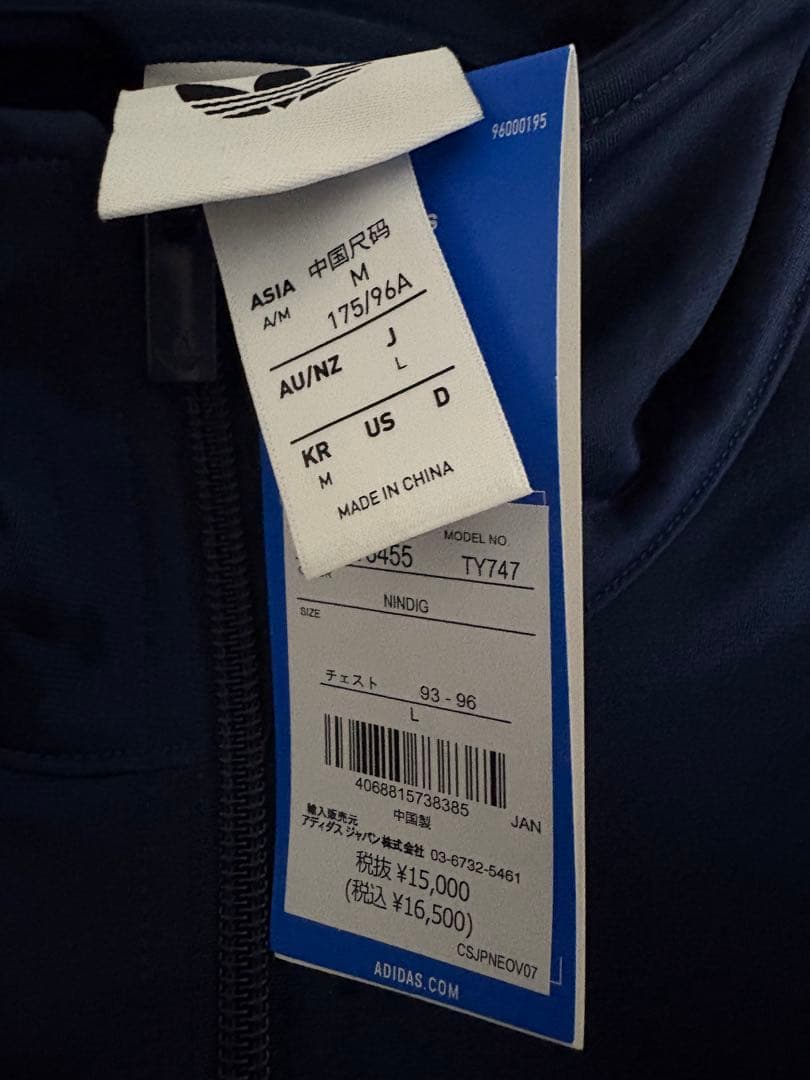 96000195
ASIA 中国尺码
A/M M
175/96A
AU/NZ J
L
KR US D
M
MADE IN CHINA
MODEL NO
455 TY747
NINDIG
SIZE
チェスト 93 - 96
L
4068815738385
中国製 JAN
輸入販売元
アディダス ジャパン株式会社 03-6732-5461
税抜 ¥15,000
(税込 ¥16,500)
CSJPNEOV07
ADIDAS.COM